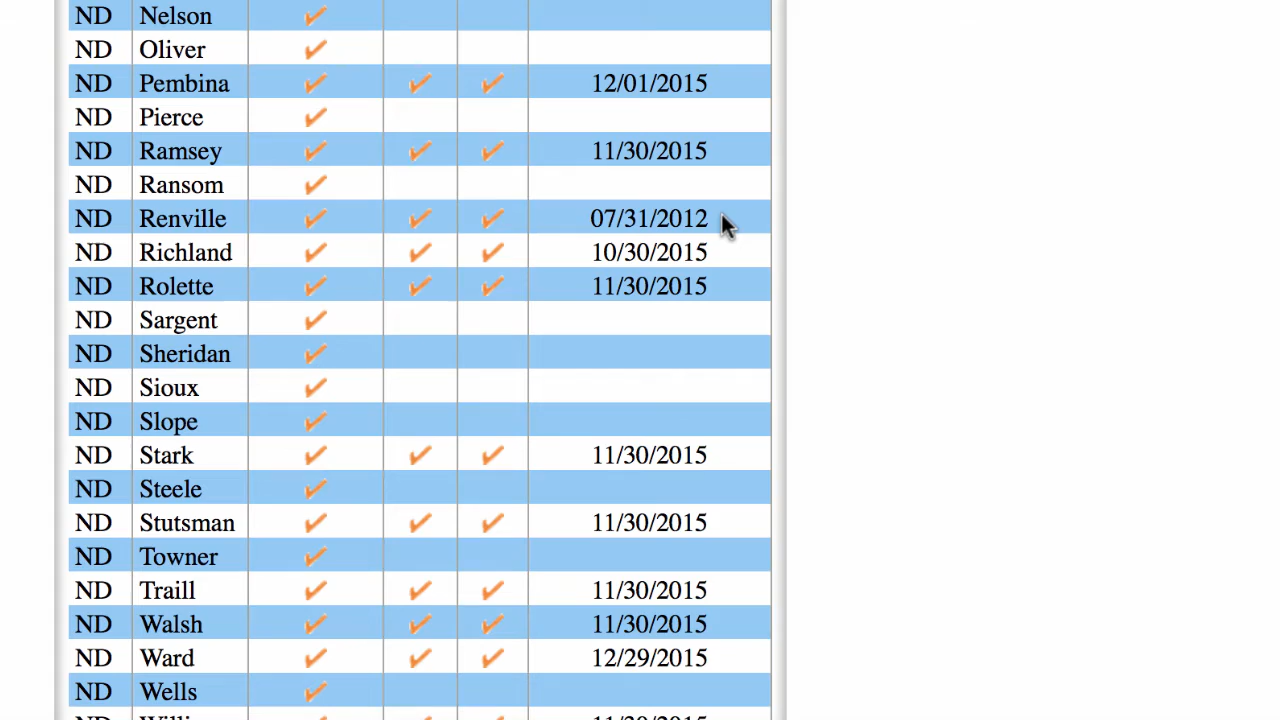 ND Nelson ✓
ND Oliver ✓
ND Pembina ✓ ✓ ✓ 12/01/2015
ND Pierce ✓
ND Ramsey ✓ ✓ ✓ 11/30/2015
ND Ransom ✓
ND Renville ✓ ✓ ✓ 07/31/2012
ND Richland ✓ ✓ ✓ 10/30/2015
ND Rolette ✓ ✓ ✓ 11/30/2015
ND Sargent ✓
ND Sheridan ✓
ND Sioux ✓
ND Slope ✓
ND Stark ✓ ✓ ✓ 11/30/2015
ND Steele ✓
ND Stutsman ✓ ✓ ✓ 11/30/2015
ND Towner ✓
ND Traill ✓ ✓ ✓ 11/30/2015
ND Walsh ✓ ✓ ✓ 11/30/2015
ND Ward ✓ ✓ ✓ 12/29/2015
ND Wells ✓